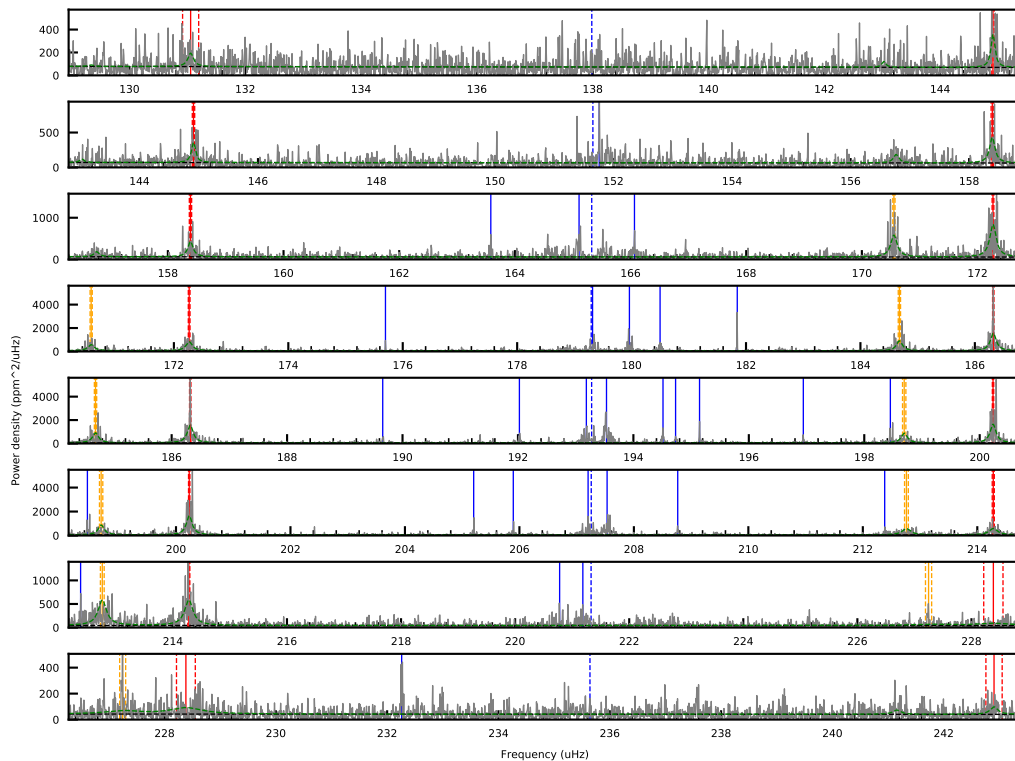 400
200
0
130 132 134 136 138 140 142 144
500
0
144 146 148 150 152 154 156 158
1000
0
158 160 162 164 166 168 170 172
4000
2000
0
172 174 176 178 180 182 184 186
4000
2000
0
186 188 190 192 194 196 198 200
4000
2000
0
200 202 204 206 208 210 212 214
1000
500
0
214 216 218 220 222 224 226 228
400
200
0
228 230 232 234 236 238 240 242
Power density (ppm^2/uHz)
Frequency (uHz)